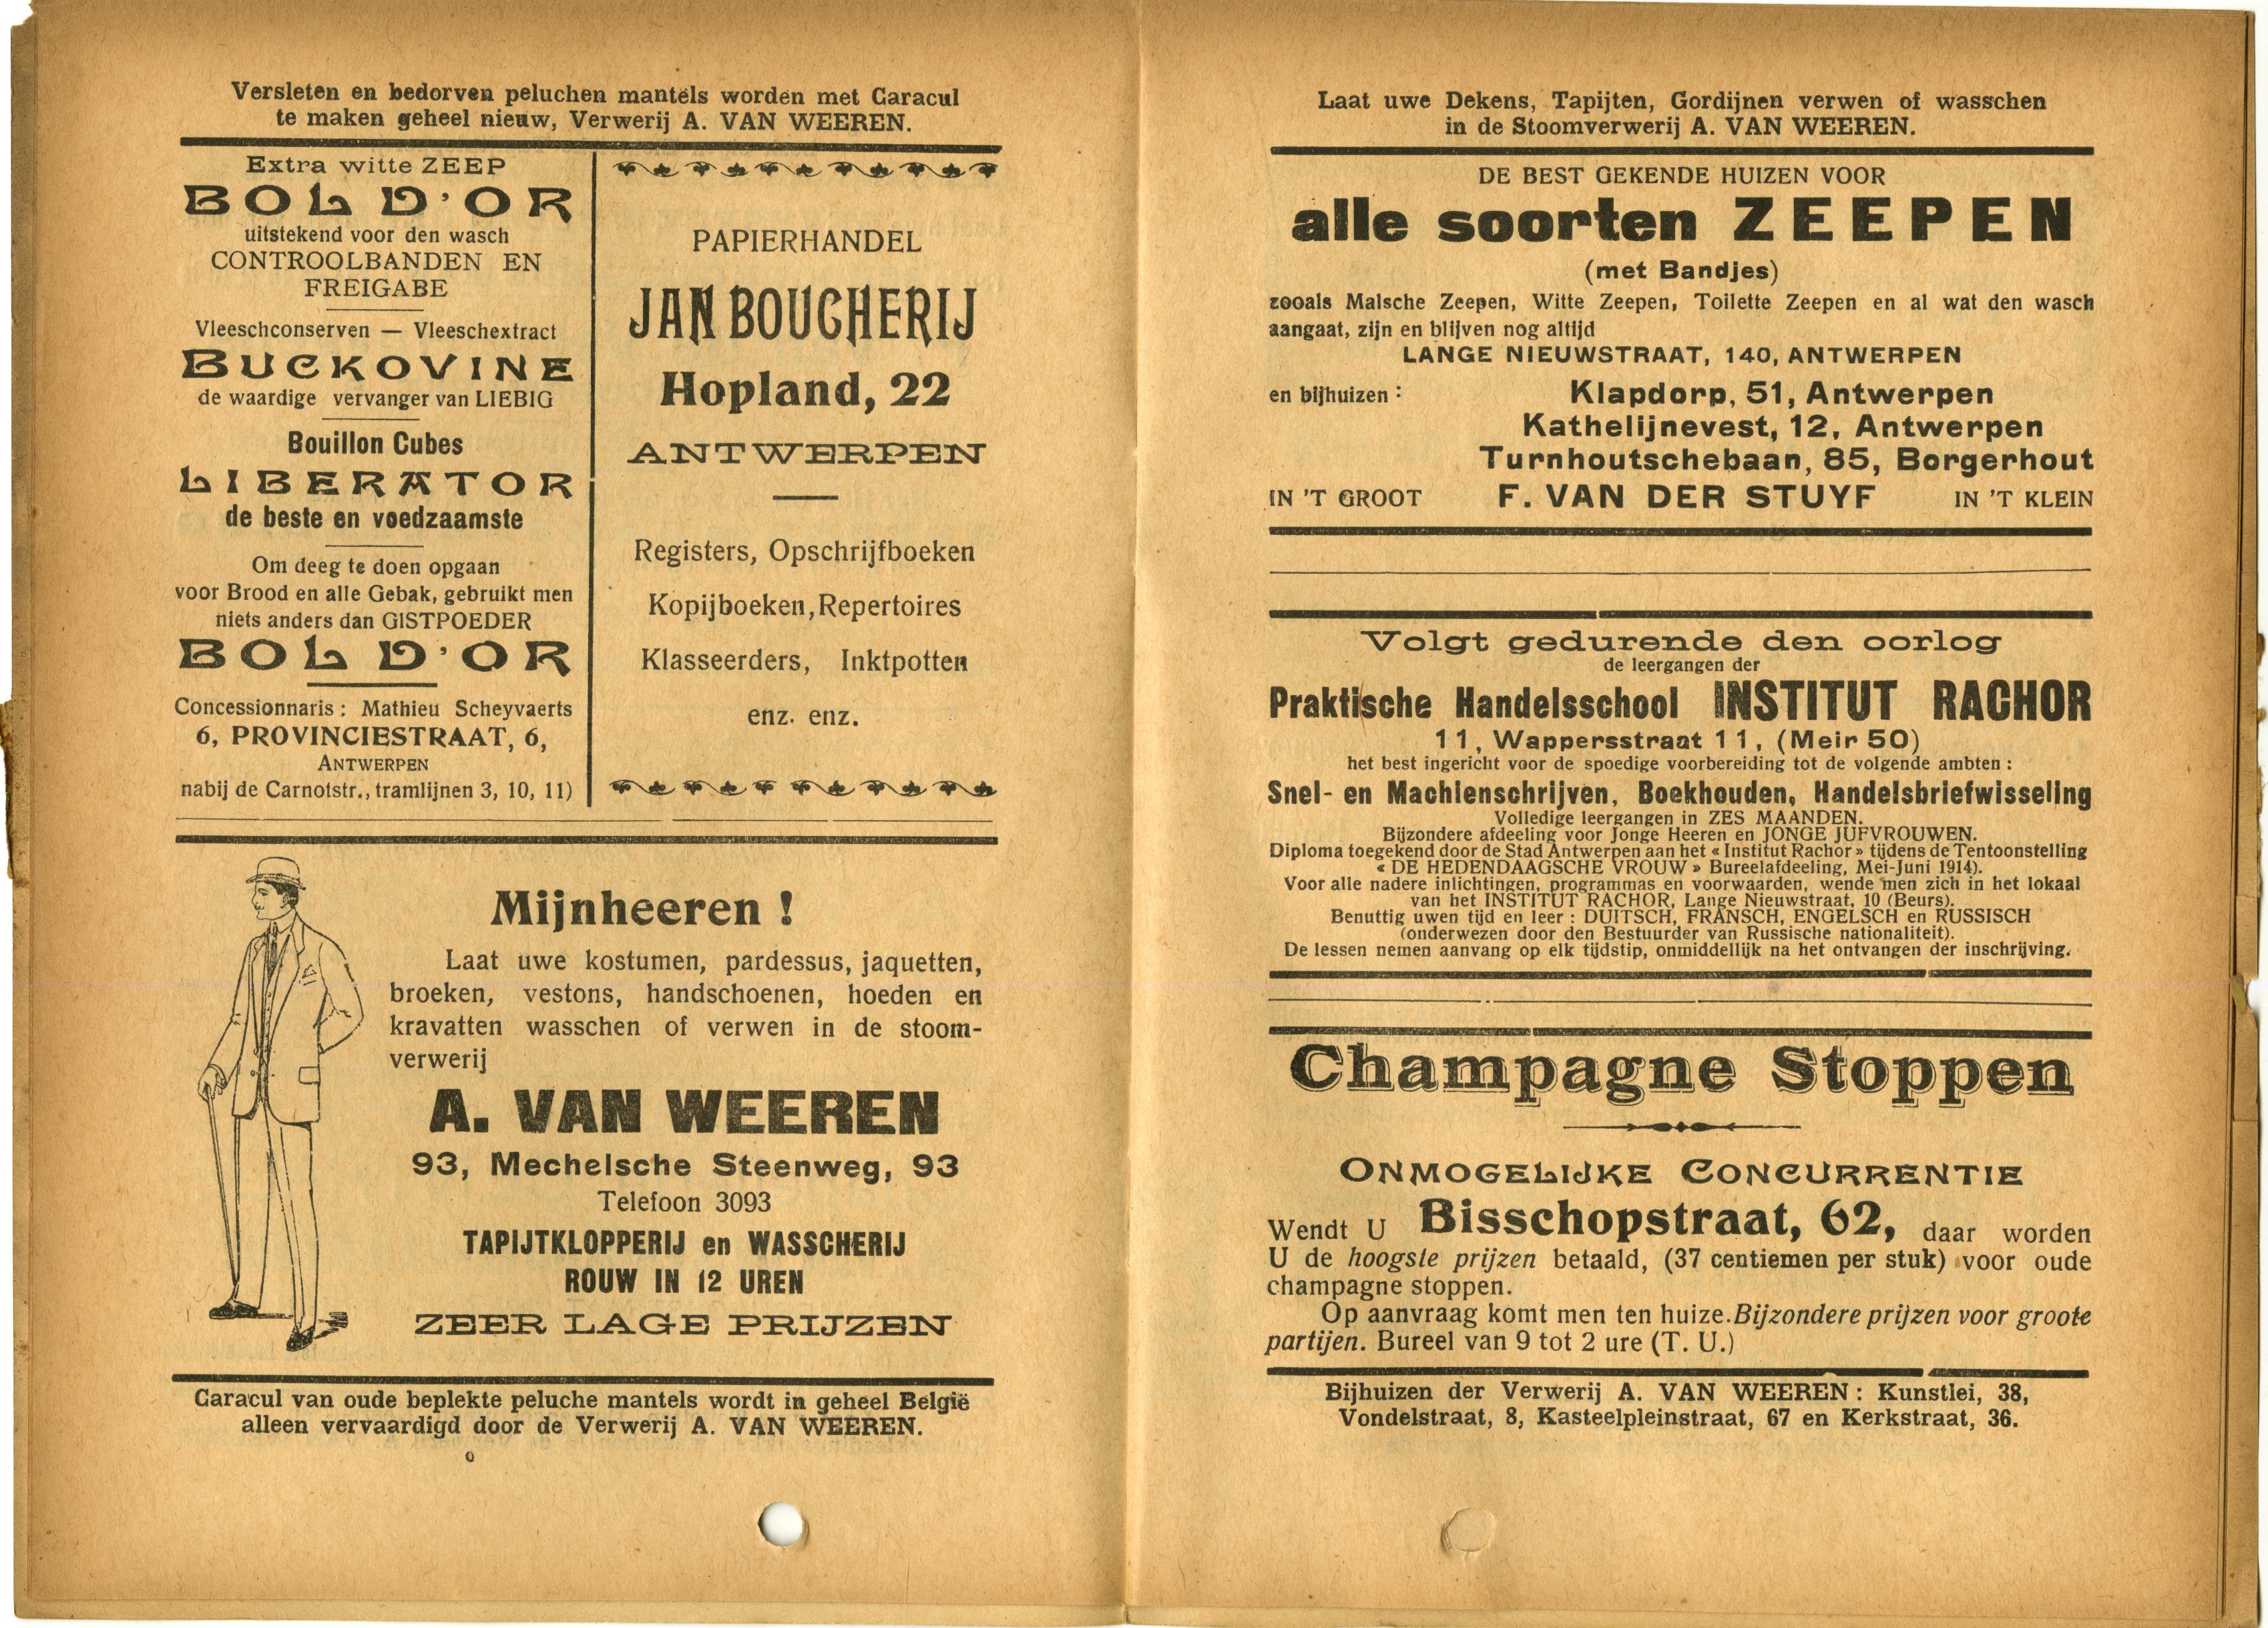 Versleten en bedorven peluchen mantels worden met Caracul
te maken geheel nieuw, Verwerij A. VAN WEEREN.
Extra witte ZEEP
BOL D'OR
uitstekend voor den wasch
CONTROOLBANDEN EN
FREIGABE
Vleeschconserven — Vleeschextract
BUCKOVINE
de waardige vervanger van LIEBIG
Bouillon Cubes
LIBERATOR
de beste en voedzaamste
Om deeg te doen opgaan
voor Brood en alle Gebak, gebruikt men
niets anders dan GISTPOEDER
BOL D'OR
Concessionnaris : Mathieu Scheyvaerts
6, PROVINCIESTRAAT, 6,
ANTWERPEN
nabij de Carnotstr., tramlijnen 3, 10, 11)
PAPIERHANDEL
JAN BOUCHERIJ
Hopland, 22
ANTWERPEN
Registers, Opschrijfboeken
Kopijboeken, Repertoires
Klasseerders, Inktpotten
enz. enz.
Mijnheeren !
Laat uwe kostumen, pardessus, jaquetten,
broeken, vestons, handschoenen, hoeden en
kravatten wasschen of verwen in de stoom-
verwerij
A. VAN WEEREN
93, Mechelsche Steenweg, 93
Telefoon 3093
TAPIJTKLOPPERIJ en WASSCHERIJ
ROUW IN 12 UREN
ZEER LAGE PRIJZEN
Caracul van oude beplekte peluche mantels wordt in geheel België
alleen vervaardigd door de Verwerij A. VAN WEEREN.
Laat uwe Dekens, Tapijten, Gordijnen verwen of wasschen
in de Stoomverwerij A. VAN WEEREN.
DE BEST GEKENDE HUIZEN VOOR
alle soorten ZEEPEN
(met Bandjes)
zooals Malsche Zeepen, Witte Zeepen, Toilette Zeepen en al wat den wasch
aangaat, zijn en blijven nog altijd
LANGE NIEUWSTRAAT, 140, ANTWERPEN
en bijhuizen : Klapdorp, 51, Antwerpen
Kathelijnevest, 12, Antwerpen
Turnhoutschebaan, 85, Borgerhout
IN 'T GROOT F. VAN DER STUYF IN 'T KLEIN
Volgt gedurende den oorlog
de leergangen der
Praktische Handelsschool INSTITUT RACHOR
11, Wappersstraat 11, (Meir 50)
het best ingericht voor de spoedige voorbereiding tot de volgende ambten :
Snel- en Machienschrijven, Boekhouden, Handelsbriefwisseling
Volledige leergangen in ZES MAANDEN.
Bijzondere afdeeling voor Jonge Heeren en JONGE JUFVROUWEN.
Diploma toegekend door de Stad Antwerpen aan het « Institut Rachor » tijdens de Tentoonstelling
« DE HEDENDAAGSCHE VROUW » Bureelafdeeling, Mei-Juni 1914).
Voor alle nadere inlichtingen, programmas en voorwaarden, wende men zich in het lokaal
van het INSTITUT RACHOR, Lange Nieuwstraat, 10 (Beurs).
Benuttig uwen tijd en leer : DUITSCH, FRANSCH, ENGELSCH en RUSSISCH
(onderwezen door den Bestuurder van Russische nationaliteit).
De lessen nemen aanvang op elk tijdstip, onmiddellijk na het ontvangen der inschrijving.
Champagne Stoppen
ONMOGELIJKE CONCURRENTIE
Wendt U Bisschopstraat, 62, daar worden
U de hoogste prijzen betaald, (37 centiemen per stuk) voor oude
champagne stoppen.
Op aanvraag komt men ten huize. Bijzondere prijzen voor groote
partijen. Bureel van 9 tot 2 ure (T. U.)
Bijhuizen der Verwerij A. VAN WEEREN : Kunstlei, 38,
Vondelstraat, 8, Kasteelpleinstraat, 67 en Kerkstraat, 36.